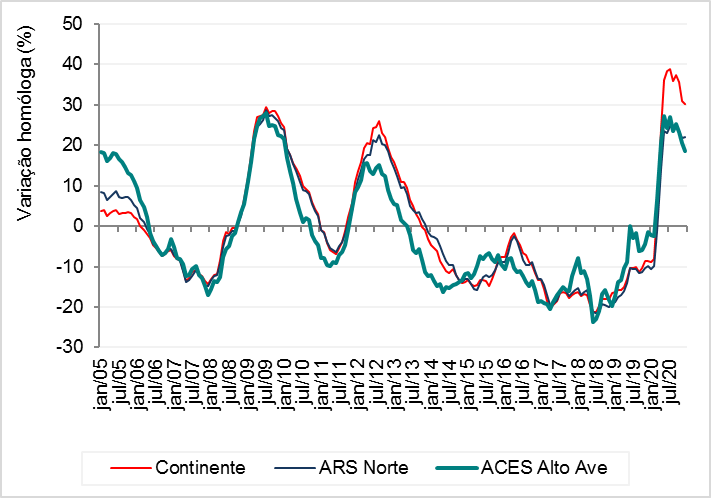 Variação homóloga (%)
50
40
30
20
10
0
-10
-20
-30
jan/05
jul/05
jan/06
jul/06
jan/07
jul/07
jan/08
jul/08
jan/09
jul/09
jan/10
jul/10
jan/11
jul/11
jan/12
jul/12
jan/13
jul/13
jan/14
jul/14
jan/15
jul/15
jan/16
jul/16
jan/17
jul/17
jan/18
jul/18
jan/19
jul/19
jan/20
jul/20
Continente
ARS Norte
ACES Alto Ave